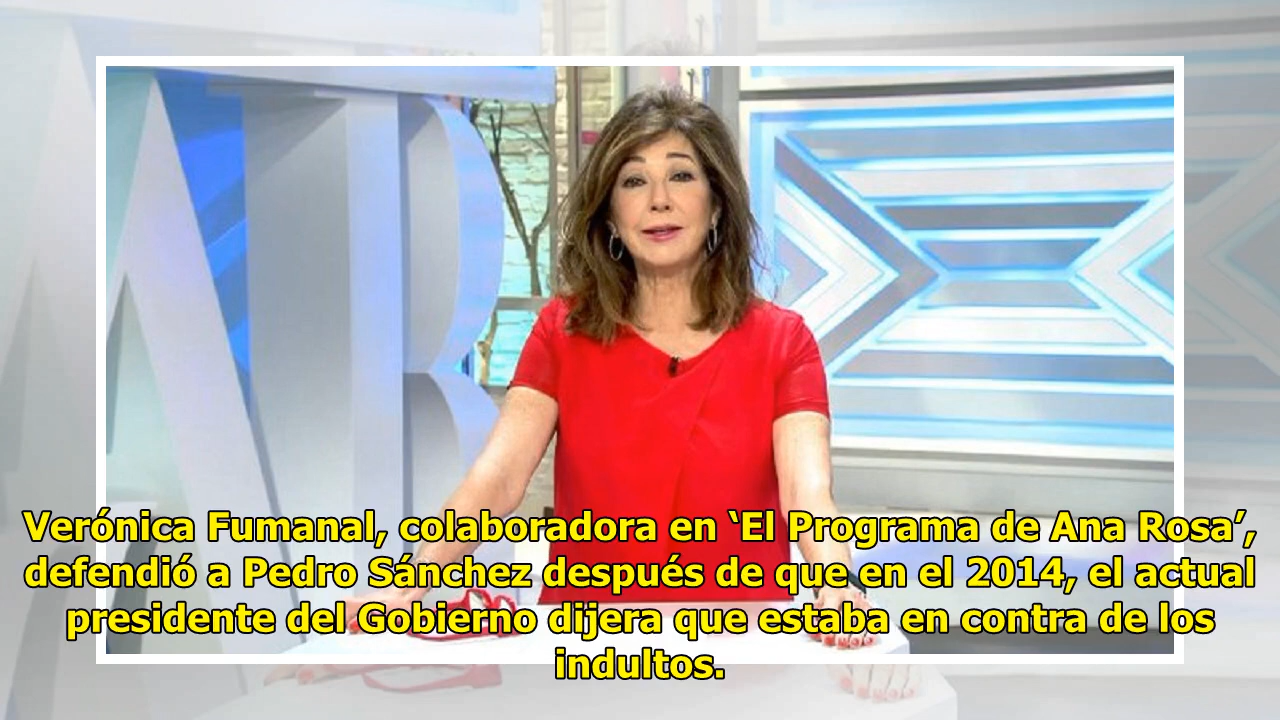 AR
Verónica Fumanal, colaboradora en ‘El Programa de Ana Rosa’,
defendió a Pedro Sánchez después de que en el 2014, el actual
presidente del Gobierno dijera que estaba en contra de los
indultos.